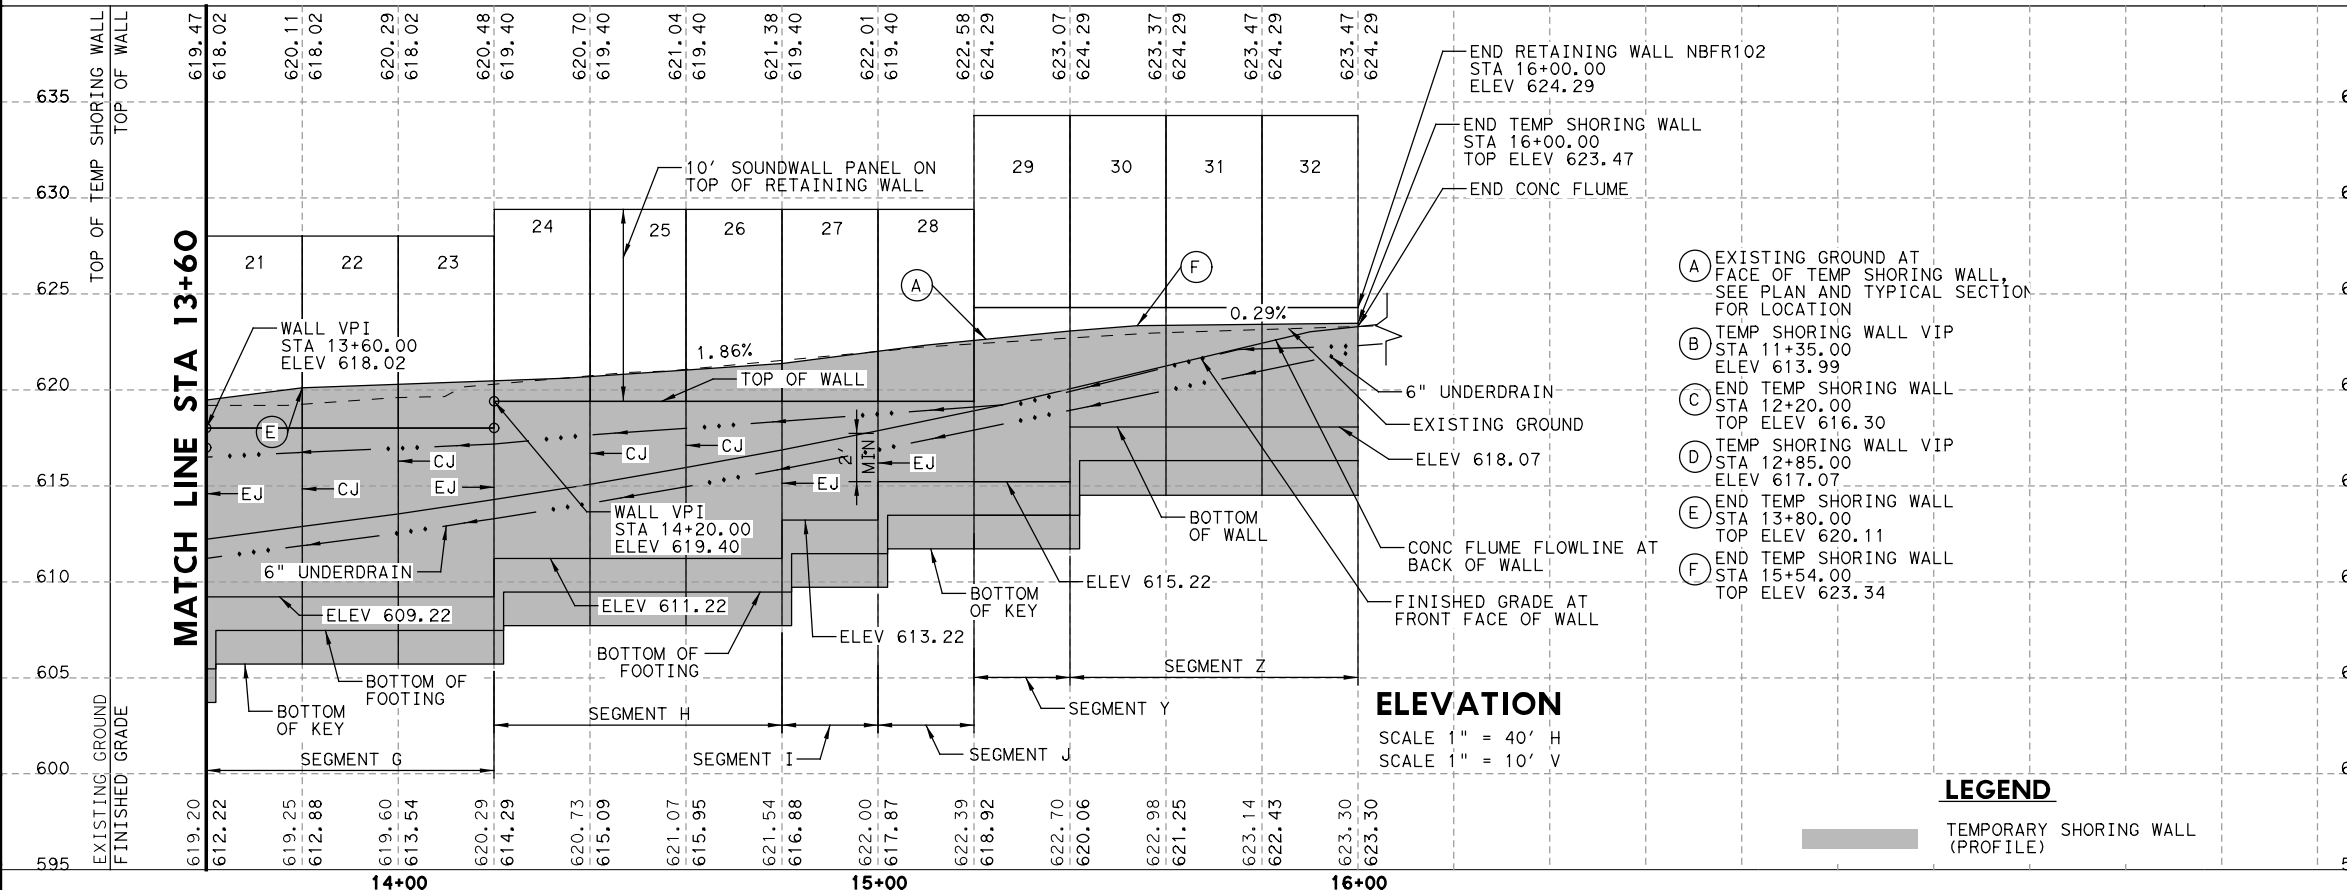 TOP OF TEMP SHORING WALL
TOP OF WALL
619.47
618.02
620.11
618.02
620.29
618.02
620.48
619.40
620.70
619.40
621.04
619.40
621.38
619.40
622.01
619.40
622.58
624.29
623.07
624.29
623.37
624.29
623.47
624.29
623.47
624.29
635
630
625
620
615
610
605
600
595
MATCH LINE STA 13+60
END RETAINING WALL NBFR102
STA 16+00.00
ELEV 624.29
END TEMP SHORING WALL
STA 16+00.00
TOP ELEV 623.47
END CONC FLUME
10' SOUNDWALL PANEL ON
TOP OF RETAINING WALL
21
22
23
24
25
26
27
28
29
30
31
32
A
F
E
WALL VPI
STA 13+60.00
ELEV 618.02
1.86%
0.29%
TOP OF WALL
CJ
CJ
CJ
CJ
EJ
EJ
EJ
EJ
2'
MIN
WALL VPI
STA 14+20.00
ELEV 619.40
6" UNDERDRAIN
6" UNDERDRAIN
EXISTING GROUND
ELEV 618.07
BOTTOM
OF WALL
CONC FLUME FLOWLINE AT
BACK OF WALL
FINISHED GRADE AT
FRONT FACE OF WALL
ELEV 609.22
ELEV 611.22
ELEV 613.22
ELEV 615.22
BOTTOM
OF KEY
BOTTOM OF
FOOTING
BOTTOM OF
FOOTING
BOTTOM
OF KEY
SEGMENT G
SEGMENT H
SEGMENT I
SEGMENT J
SEGMENT Y
SEGMENT Z
ELEVATION
SCALE 1" = 40' H
SCALE 1" = 10' V
A EXISTING GROUND AT
FACE OF TEMP SHORING WALL,
SEE PLAN AND TYPICAL SECTION
FOR LOCATION
B TEMP SHORING WALL VIP
STA 11+35.00
ELEV 613.99
C END TEMP SHORING WALL
STA 12+20.00
TOP ELEV 616.30
D TEMP SHORING WALL VIP
STA 12+85.00
ELEV 617.07
E END TEMP SHORING WALL
STA 13+80.00
TOP ELEV 620.11
F END TEMP SHORING WALL
STA 15+54.00
TOP ELEV 623.34
LEGEND
TEMPORARY SHORING WALL
(PROFILE)
EXISTING GROUND
FINISHED GRADE
619.20
612.22
619.25
612.88
619.60
613.54
620.29
614.29
620.73
615.09
621.07
615.95
621.54
616.88
622.00
617.87
622.39
618.92
622.70
620.06
622.98
621.25
623.14
622.43
623.30
623.30
14+00
15+00
16+00